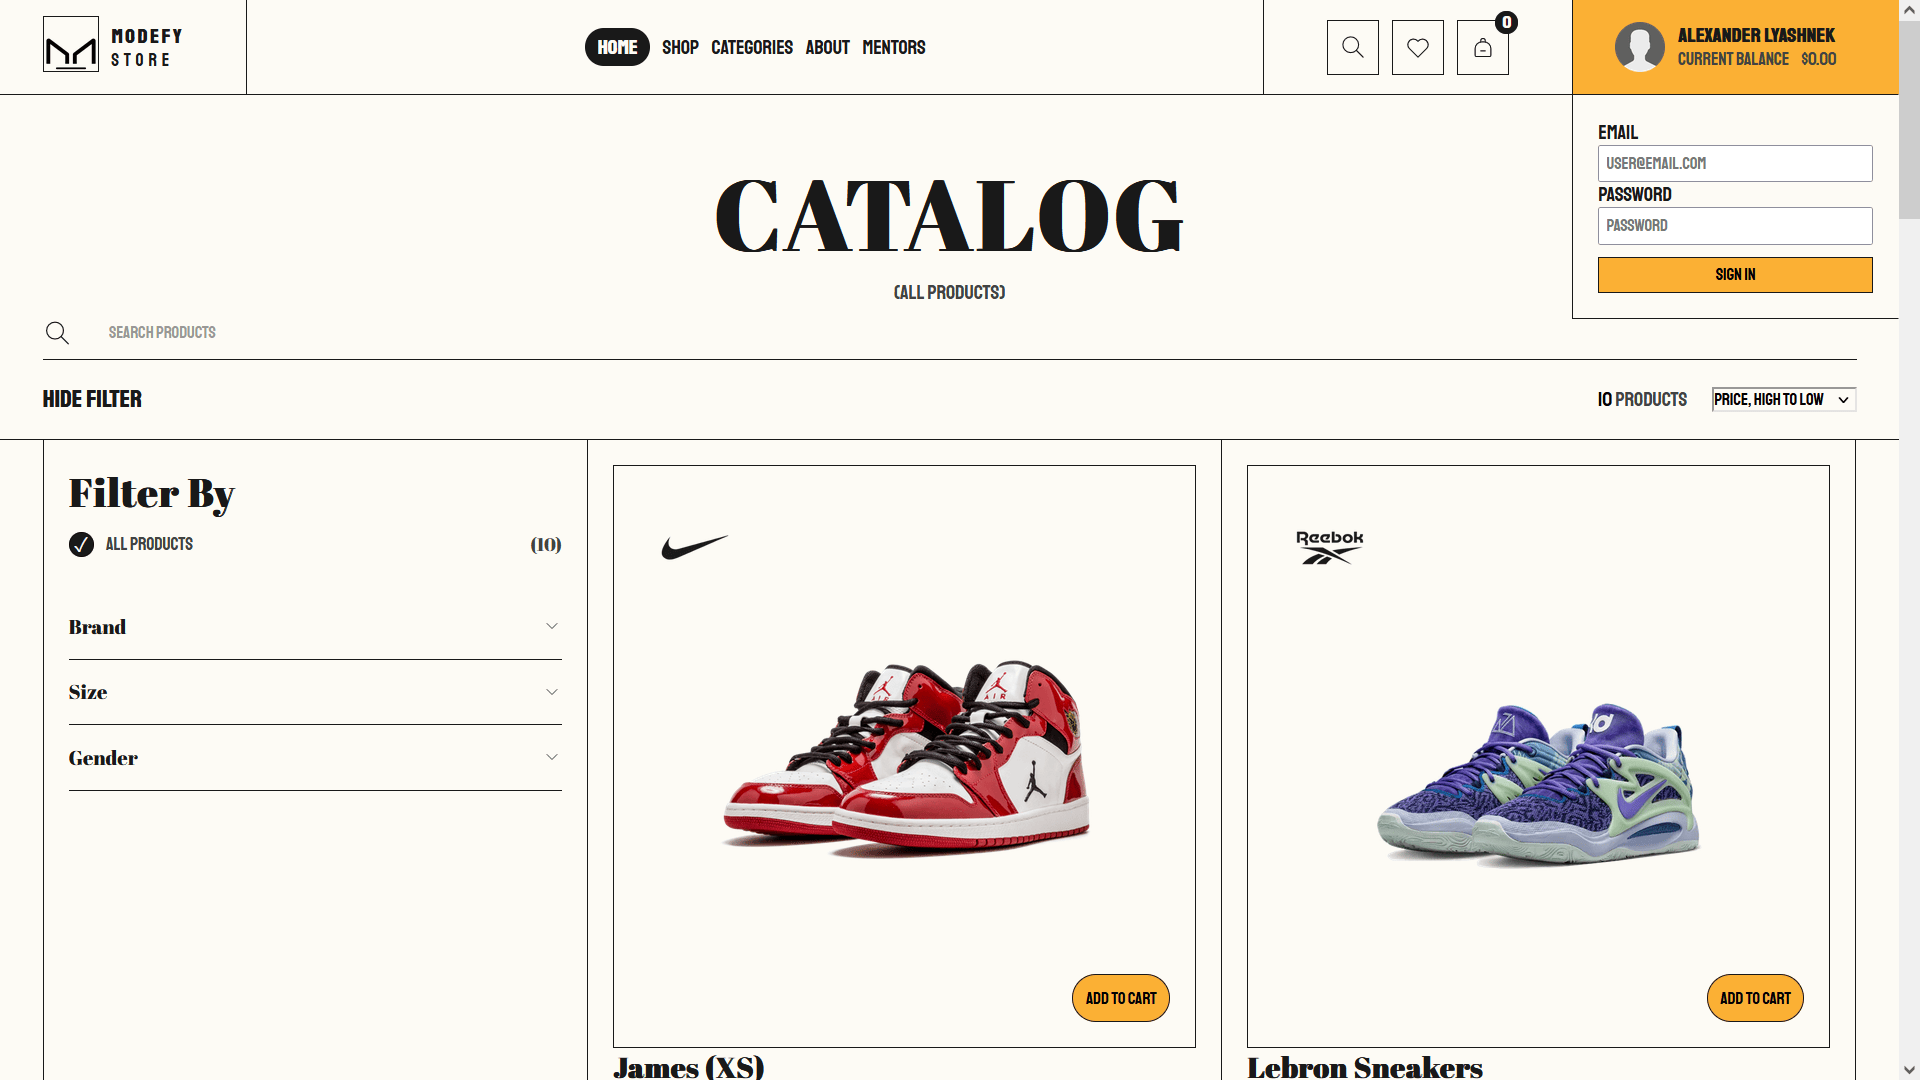 MODEFY
STORE
HOME SHOP CATEGORIES ABOUT MENTORS
0
ALEXANDER LYASHNEK
CURRENT BALANCE $0.00
EMAIL
USER@EMAIL.COM
PASSWORD
PASSWORD
SIGN IN
CATALOG
(ALL PRODUCTS)
SEARCH PRODUCTS
HIDE FILTER
10 PRODUCTS
PRICE, HIGH TO LOW
Filter By
ALL PRODUCTS (10)
Brand
Size
Gender
AIR
AIR
ADD TO CART
James (XS)
Reebok
ADD TO CART
Lebron Sneakers